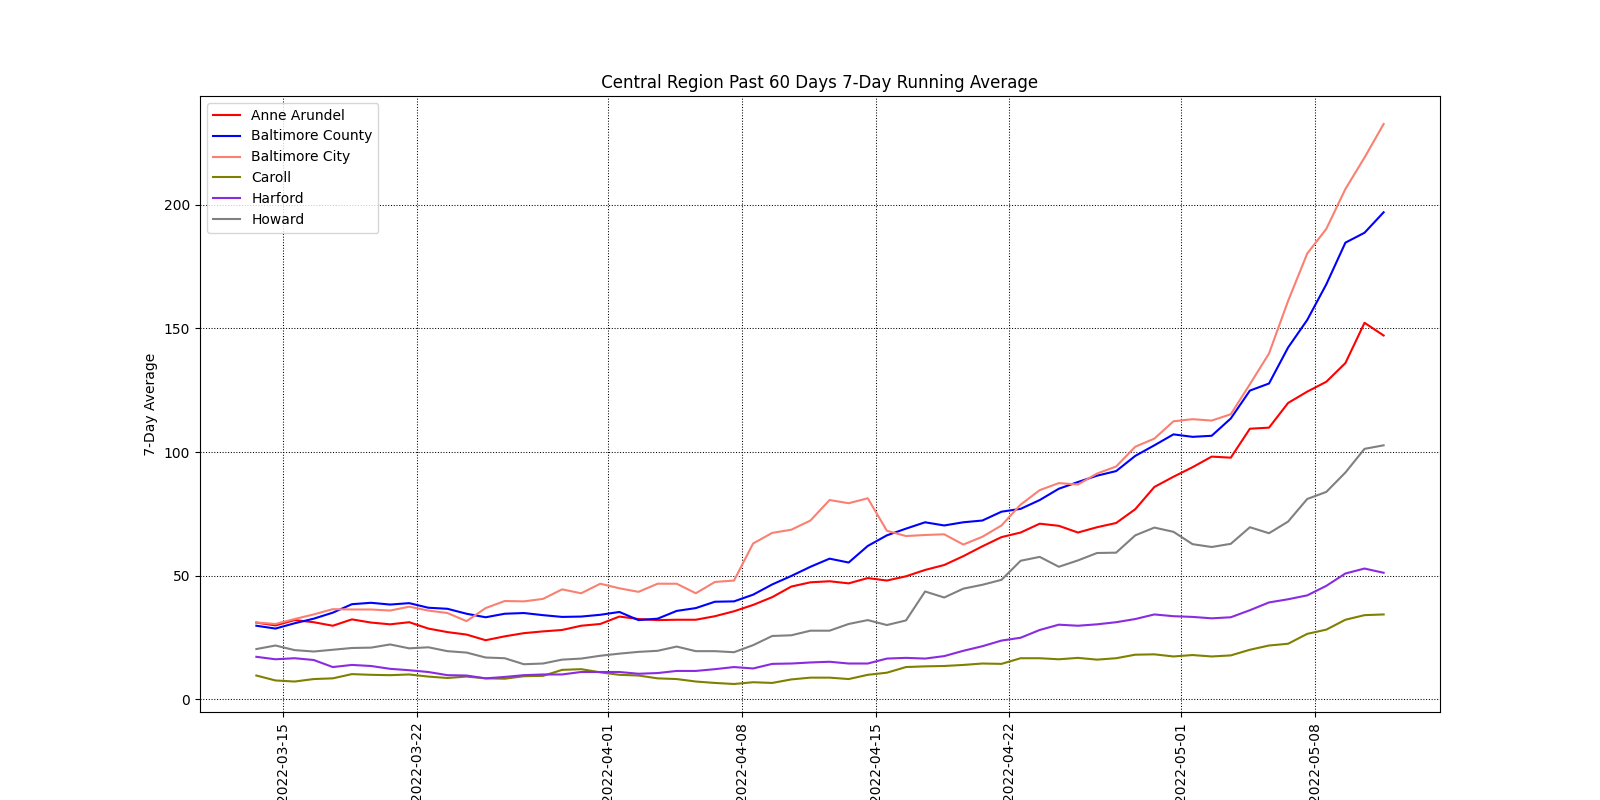 Central Region Past 60 Days 7-Day Running Average
Anne Arundel
Baltimore County
Baltimore City
Caroll
Harford
Howard
7-Day Average
200
150
100
50
0
2022-03-15
2022-03-22
2022-04-01
2022-04-08
2022-04-15
2022-04-22
2022-05-01
2022-05-08